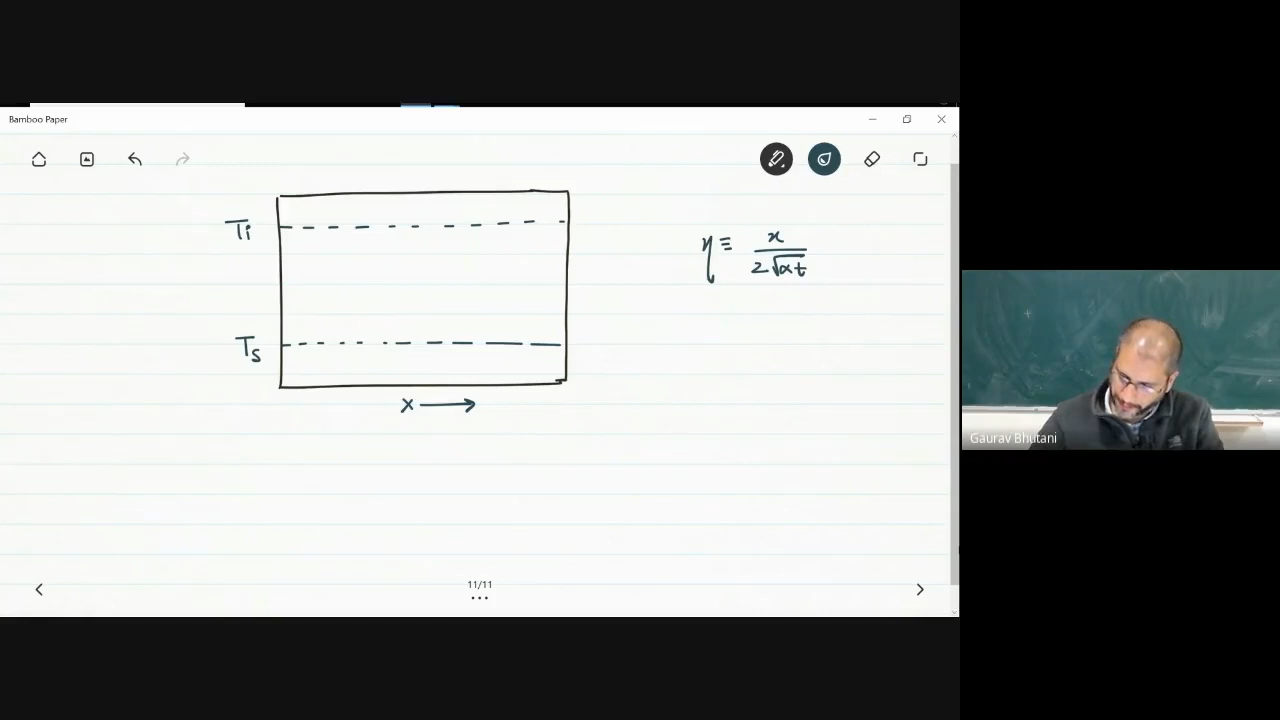 Bamboo Paper
Ti
η ≡ x / 2√αt
Ts
x →
Gaurav Bhutani
11/11